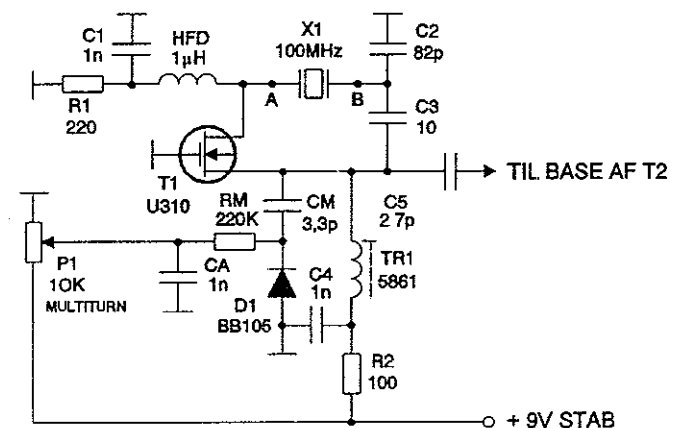 C1
1n
HFD
1µH
X1
100MHz
C2
82p
A
B
R1
220
C3
10
T1
U310
TIL BASE AF T2
RM
220K
CM
3,3p
C5
2 7p
P1
10K
MULTITURN
CA
1n
D1
BB105
C4
1n
TR1
5861
R2
100
+ 9V STAB